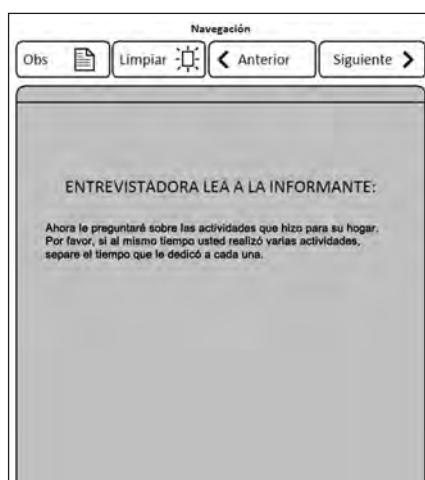 Navegación
Obs Limpiar Anterior Siguiente
ENTREVISTADORA LEA A LA INFORMANTE:
Ahora le preguntaré sobre las actividades que hizo para su hogar.
Por favor, si al mismo tiempo usted realizó varias actividades,
separe el tiempo que le dedicó a cada una.